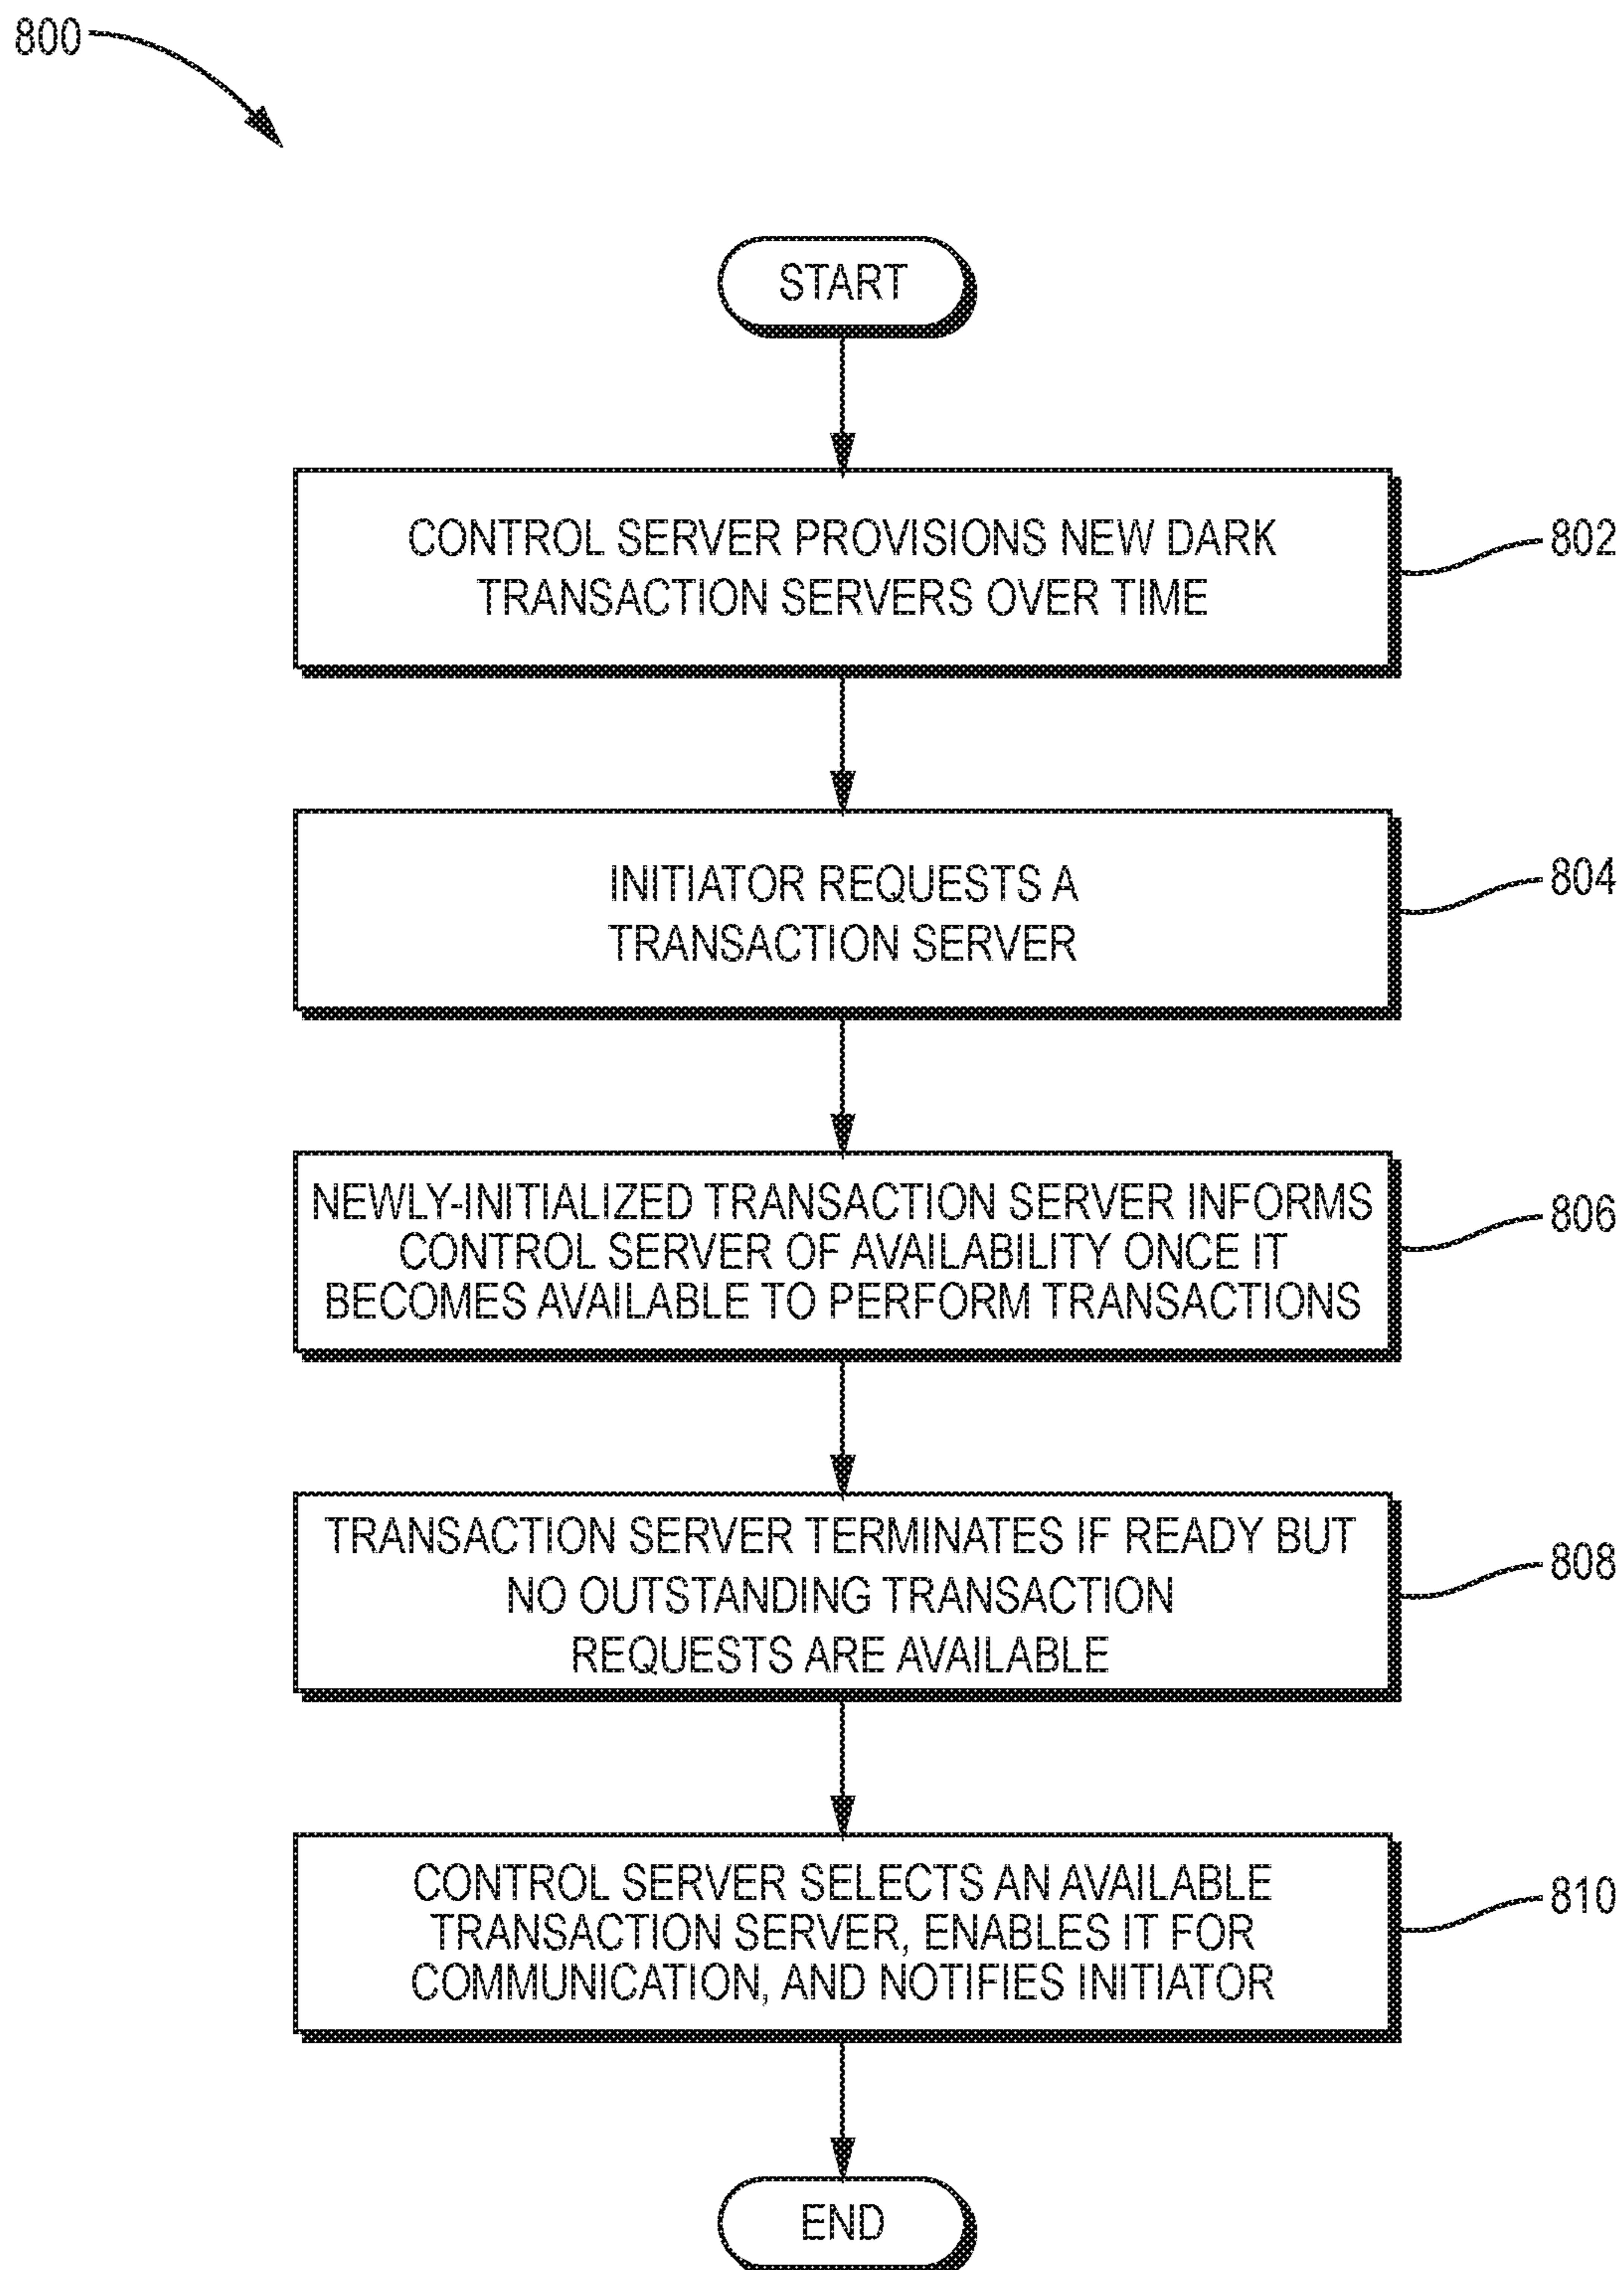 800
START
CONTROL SERVER PROVISIONS NEW DARK
TRANSACTION SERVERS OVER TIME
802
INITIATOR REQUESTS A
TRANSACTION SERVER
804
NEWLY-INITIALIZED TRANSACTION SERVER INFORMS
CONTROL SERVER OF AVAILABILITY ONCE IT
BECOMES AVAILABLE TO PERFORM TRANSACTIONS
806
TRANSACTION SERVER TERMINATES IF READY BUT
NO OUTSTANDING TRANSACTION
REQUESTS ARE AVAILABLE
808
CONTROL SERVER SELECTS AN AVAILABLE
TRANSACTION SERVER, ENABLES IT FOR
COMMUNICATION, AND NOTIFIES INITIATOR
810
END